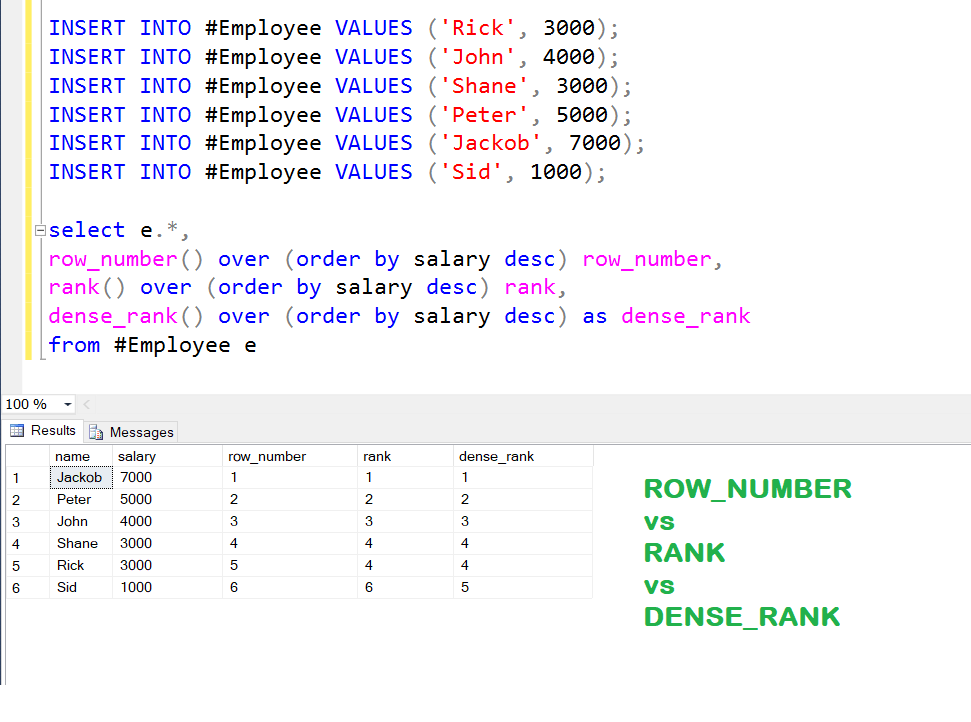 INSERT INTO #Employee VALUES ('Rick', 3000);
INSERT INTO #Employee VALUES ('John', 4000);
INSERT INTO #Employee VALUES ('Shane', 3000);
INSERT INTO #Employee VALUES ('Peter', 5000);
INSERT INTO #Employee VALUES ('Jackob', 7000);
INSERT INTO #Employee VALUES ('Sid', 1000);
select e.*,
row_number() over (order by salary desc) row_number,
rank() over (order by salary desc) rank,
dense_rank() over (order by salary desc) as dense_rank
from #Employee e
100 %
Results Messages
name salary row_number rank dense_rank
1 Jackob 7000 1 1 1
2 Peter 5000 2 2 2
3 John 4000 3 3 3
4 Shane 3000 4 4 4
5 Rick 3000 5 4 4
6 Sid 1000 6 6 5
ROW_NUMBER
vs
RANK
vs
DENSE_RANK